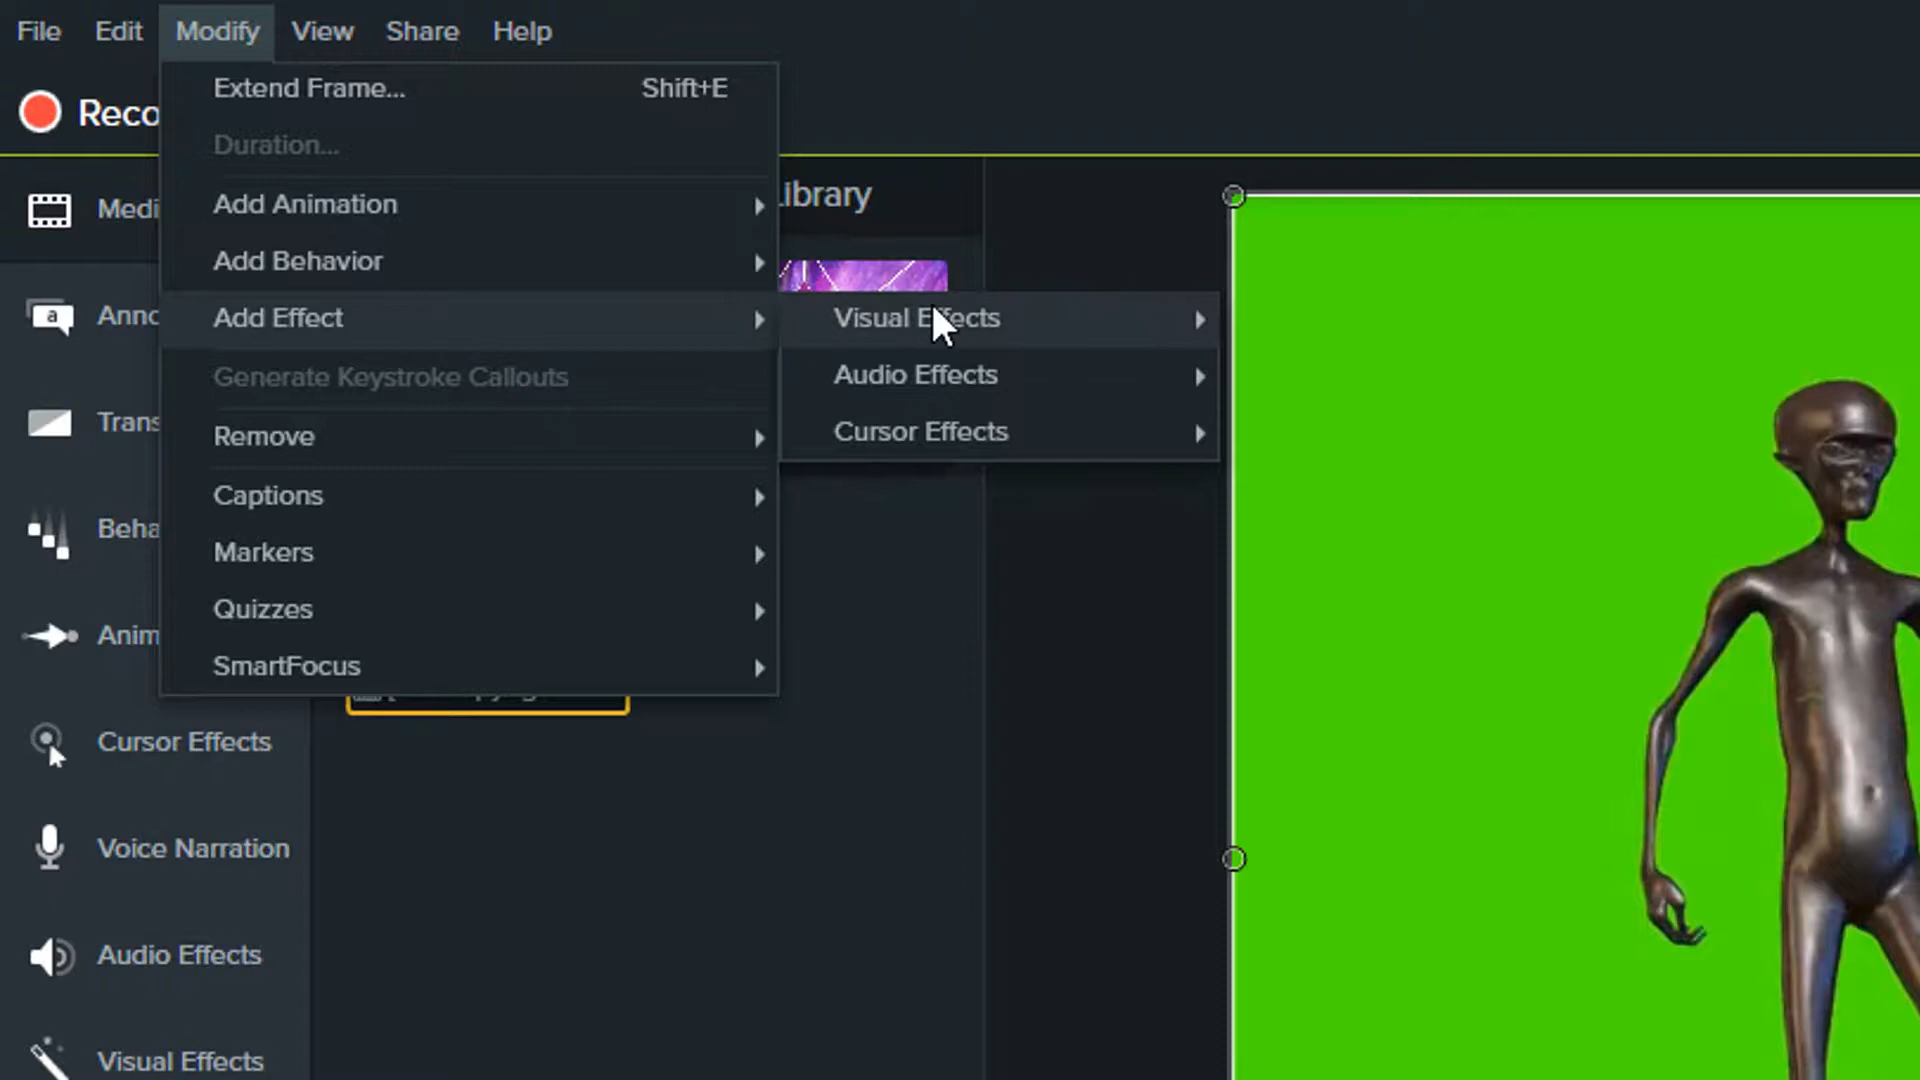 File Edit Modify View Share Help
Extend Frame... Shift+E
Reco
Duration...
Add Animation
Medi
ibrary
Add Behavior
Add Effect
Anno
Visual Effects
Generate Keystroke Callouts
Audio Effects
Remove
Trans
Cursor Effects
Captions
Beha
Markers
Quizzes
Anim
SmartFocus
Cursor Effects
Voice Narration
Audio Effects
Visual Effects